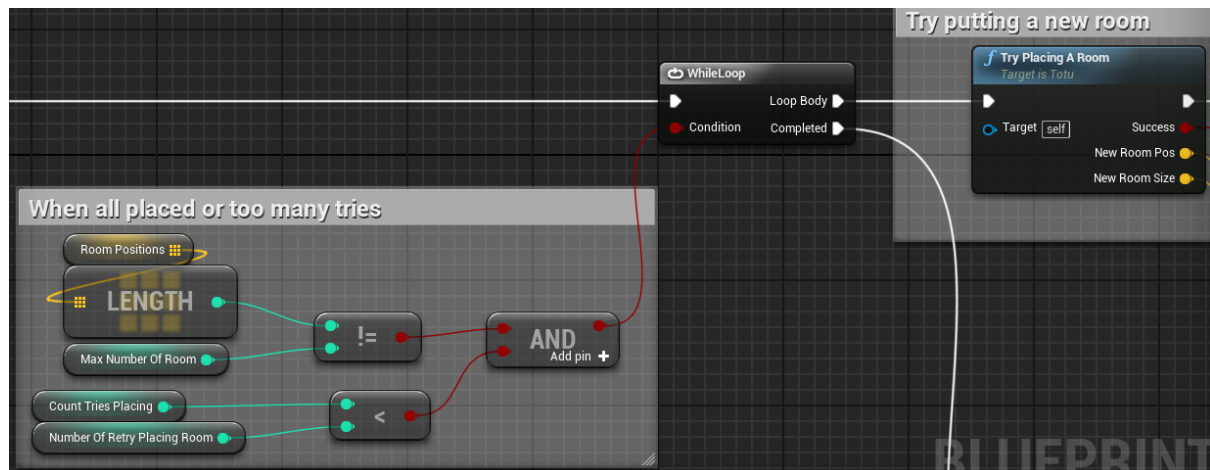 Try putting a new room
WhileLoop
Loop Body
Condition
Completed
f Try Placing A Room
Target is Totu
Target self
Success
New Room Pos
New Room Size
When all placed or too many tries
Room Positions
LENGTH
Max Number Of Room
!=
AND
Add pin +
Count Tries Placing
Number Of Retry Placing Room
<
BLUEPRINT